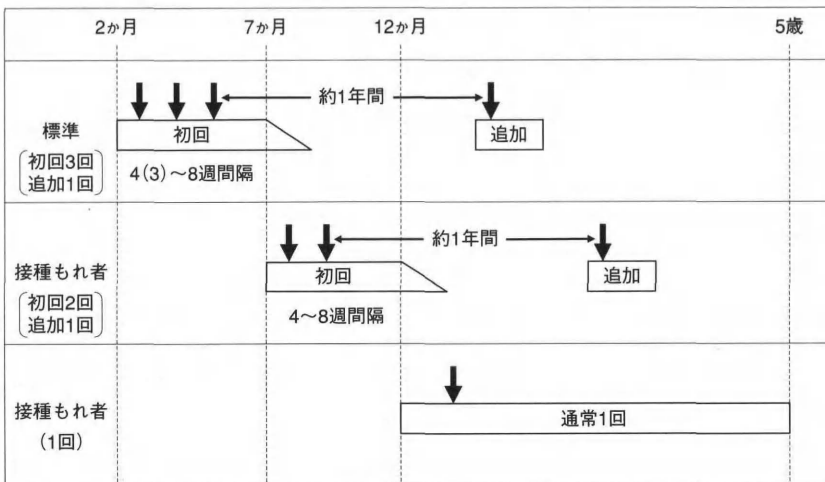 2か月 7か月 12か月 5歳
約1年間
標準
初回 追加
初回3回
追加1回
4(3)〜8週間隔
約1年間
接種もれ者
初回 追加
初回2回
追加1回
4〜8週間隔
接種もれ者
通常1回
(1回)